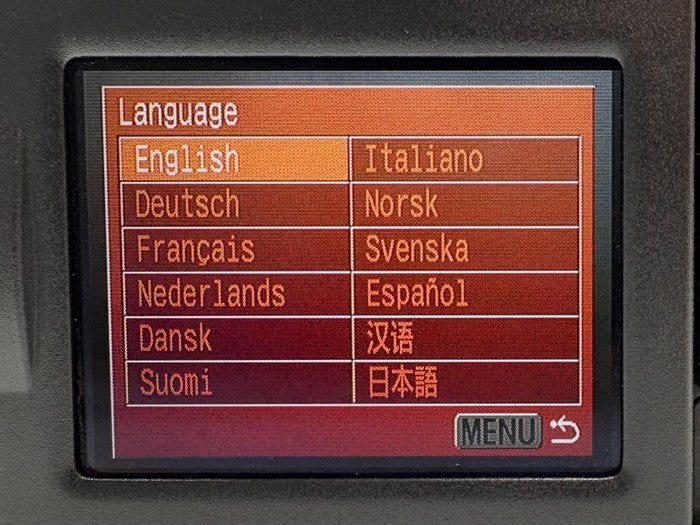 Language
English Italiano
Deutsch Norsk
Français Svenska
Nederlands Español
Dansk 汉语
Suomi 日本語
MENU